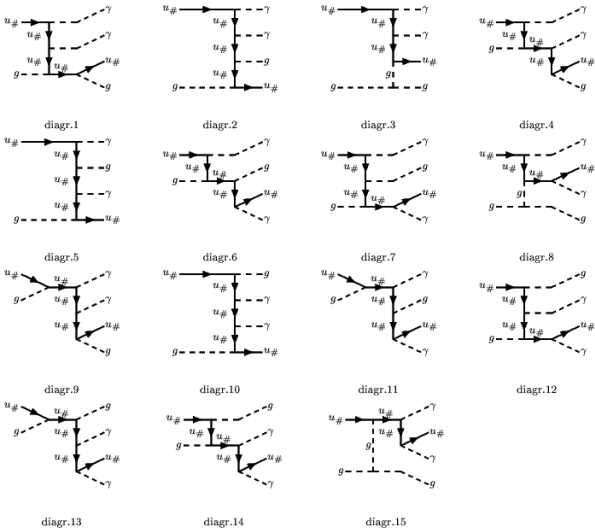 γ
u#
u# γ
u# u# u#
g g
diagr.1
u# γ
u#
u# γ
u# g
g u#
diagr.2
u# γ
u#
u# γ
u#
g
g g
diagr.3
γ
u#
u# γ
g u#
u# u#
g
diagr.4
u# γ
u#
u# g
u# γ
g u#
diagr.5
γ
u#
u# g
g u#
u# u#
γ
diagr.6
γ
u#
u# g
u# u# u#
g γ
diagr.7
γ
u#
u#
g u#
g g
γ
diagr.8
u# u# γ
g u# γ
u# u#
g
diagr.9
u# g
u#
u# γ
u# γ
g u#
diagr.10
u# u# γ
g u# g
u# u#
γ
diagr.11
g
u#
u# γ
u# u# u#
g γ
diagr.12
u# u# g
g u# γ
u# u#
γ
diagr.13
g
u#
u# γ
g u#
u# u#
γ
diagr.14
γ
u# u#
u# u#
g
γ
g g
diagr.15